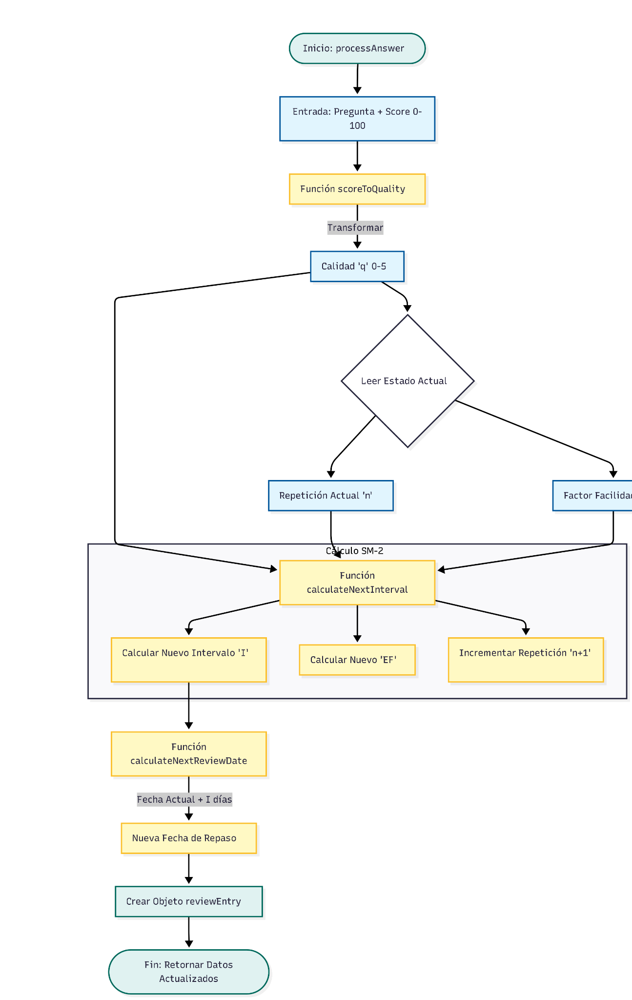 Inicio: processAnswer
Entrada: Pregunta + Score 0-
100
Función scoreToQuality
Transformar
Calidad 'q' 0-5
Leer Estado Actual
Repetición Actual 'n'
Factor
Cálculo SM-2
Función
calculateNextInterval
Calcular Nuevo Intervalo 'I'
Calcular Nuevo 'EF'
Incrementar Repetición 'n+1'
Función
calculateNextReviewDate
Fecha Actual + I días
Nueva Fecha de Repaso
Crear Objeto reviewEntry
Fin: Retornar Datos
Actualizados